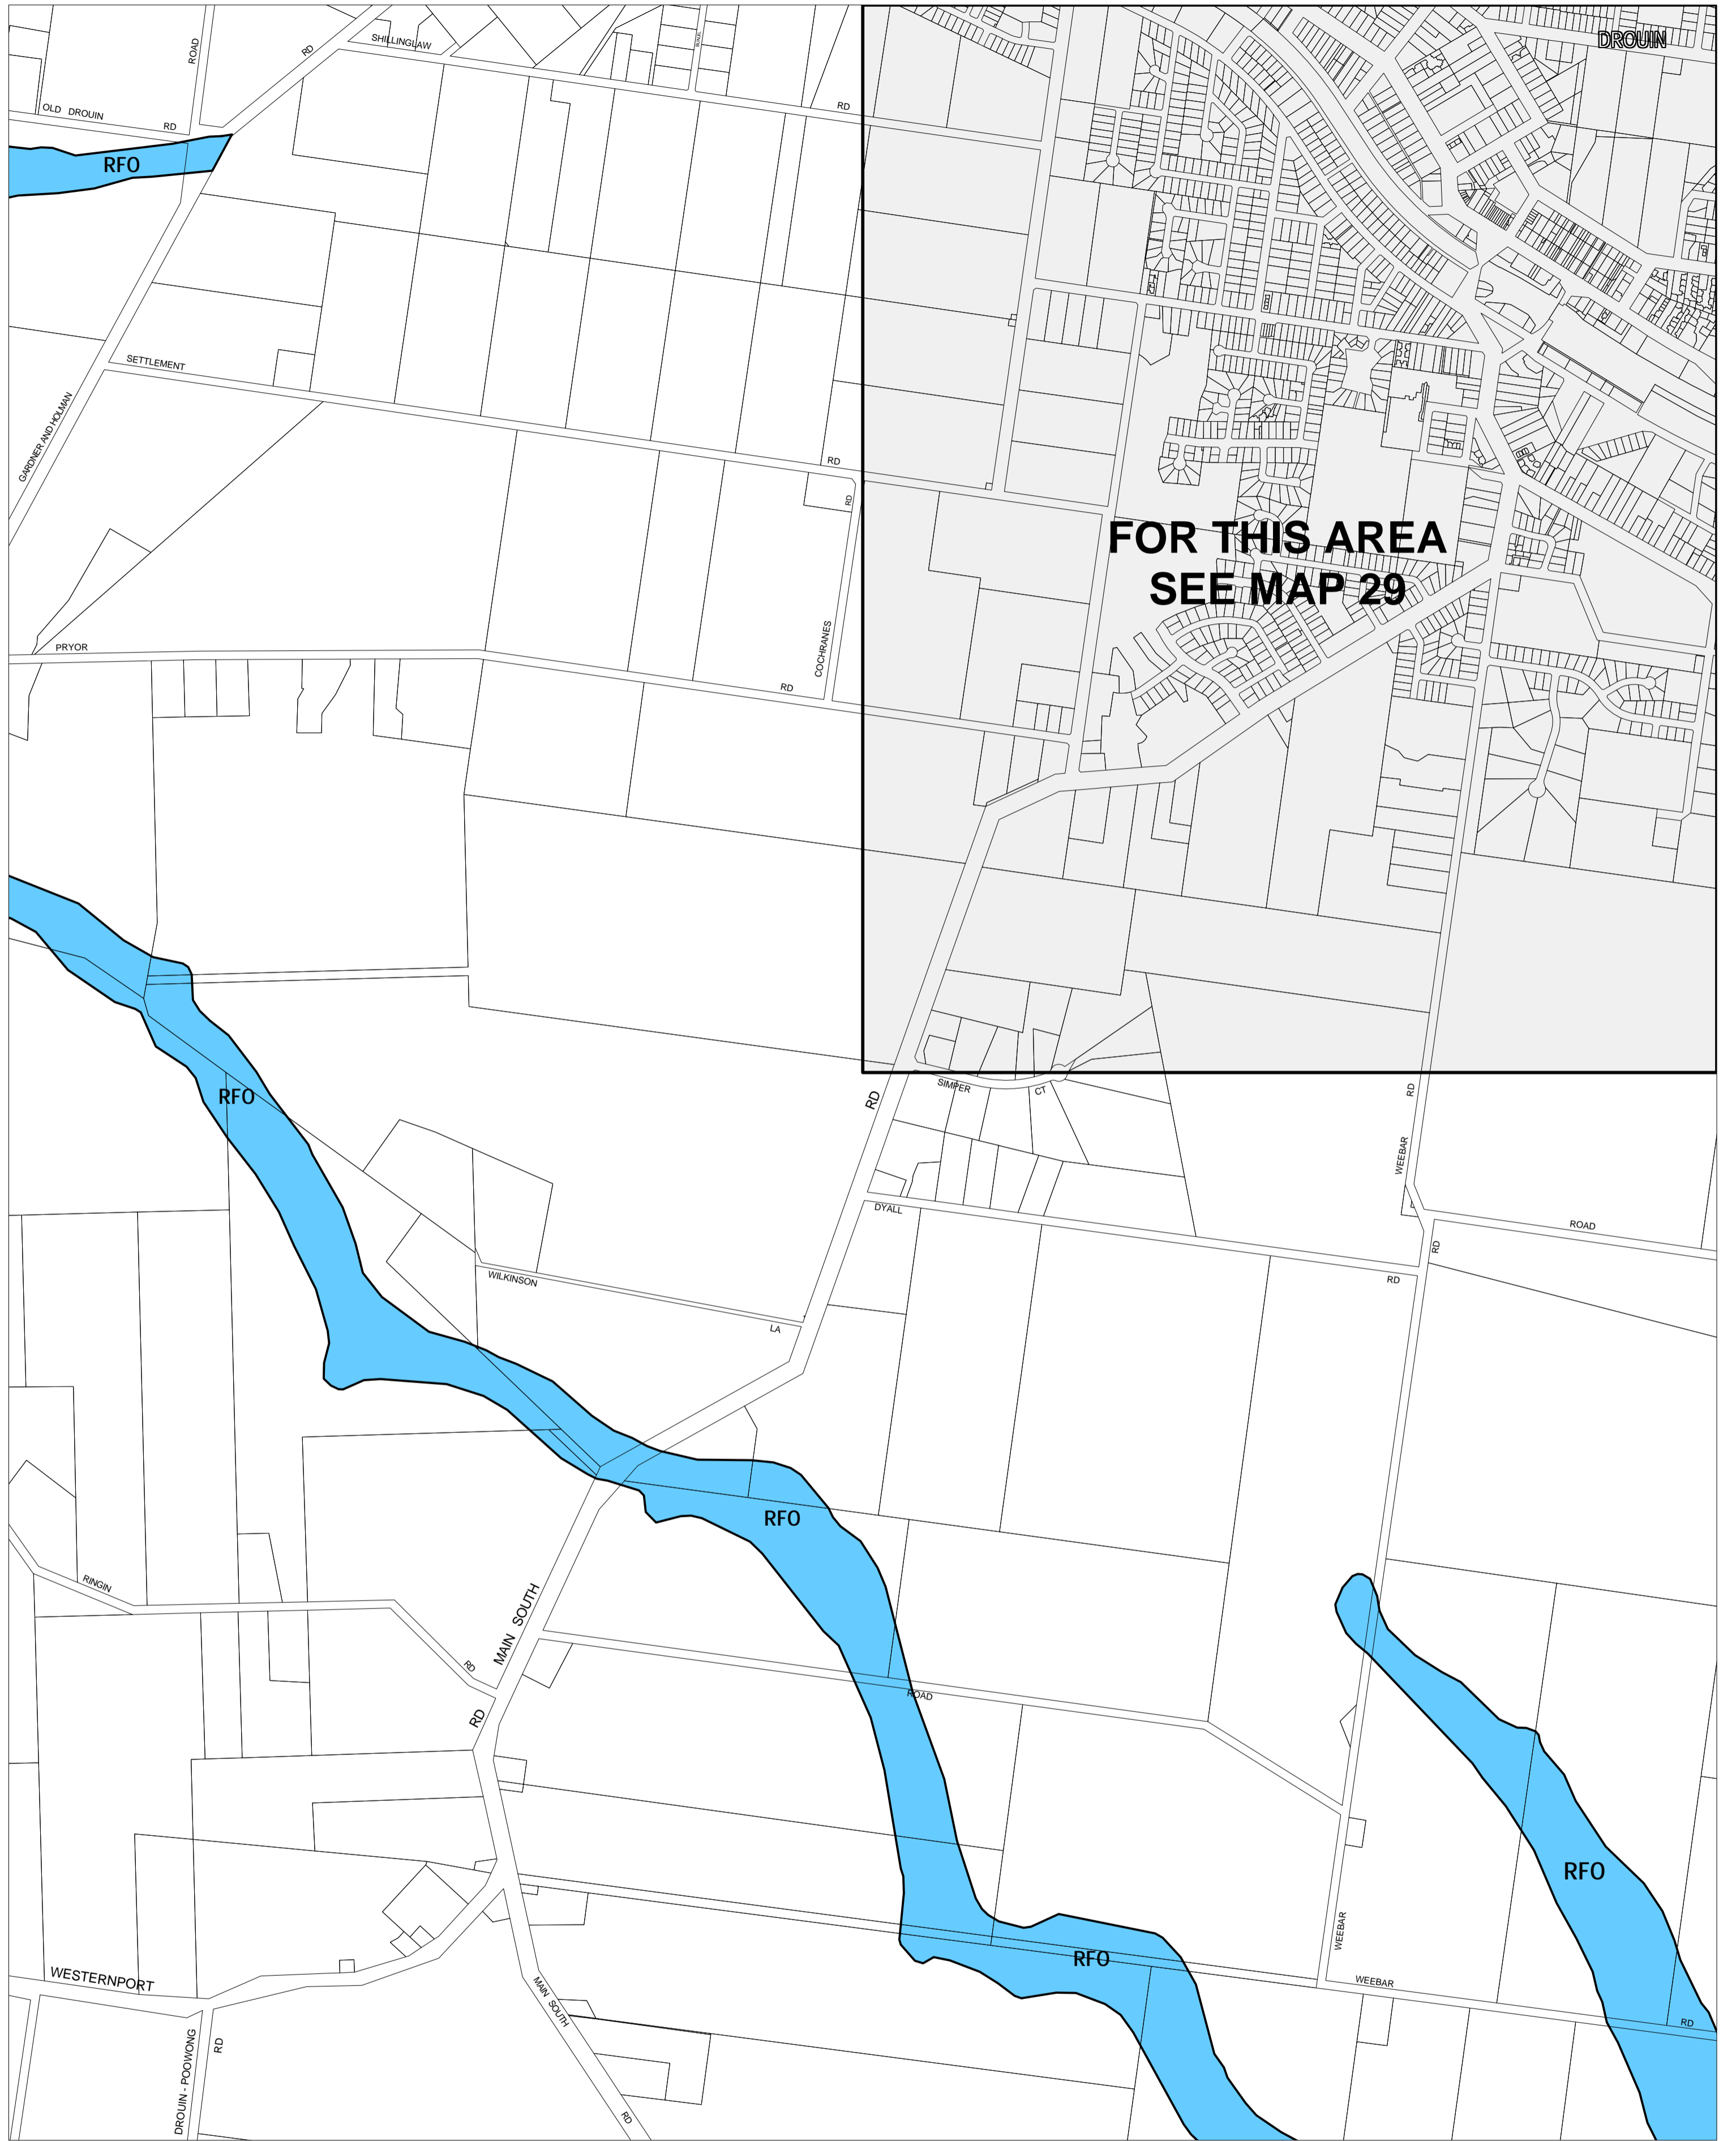 DROUIN
ROAD
RD
SHILLINGLAW
RD
OLD DROUIN
RD
RFO
SETTLEMENT
GARDNER AND HOLMAN
RD
RD
FOR THIS AREA
SEE MAP 29
COCHRANES
PRYOR
RD
RFO
RD
SIMPER
CT
RD
WEEBAR
DYALL
ROAD
RD
RD
WILKINSON
LA
RFO
RINGIN
RD
MAIN SOUTH
RD
ROAD
RFO
WEEBAR
RFO
WEEBAR
RD
WESTERNPORT
MAIN SOUTH
RD
DROUIN - POOWONG
RD